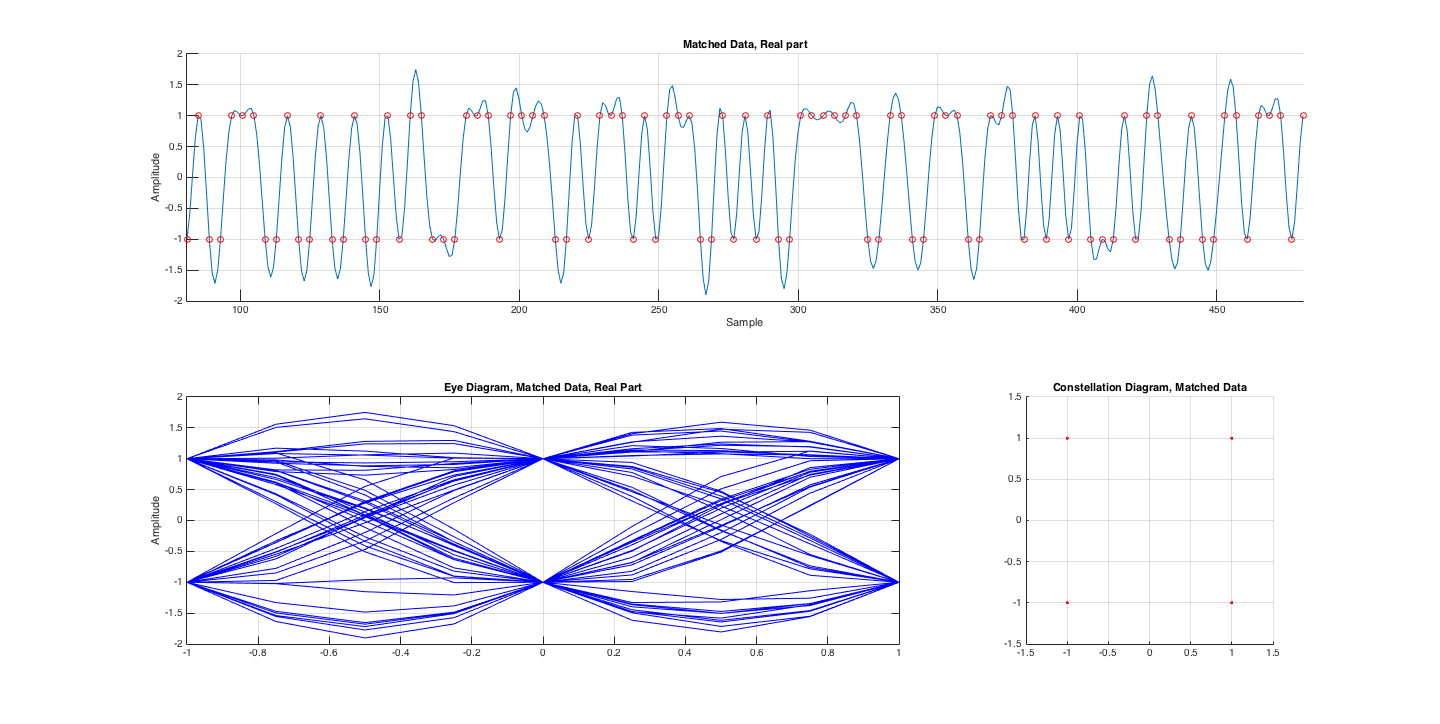 Matched Data, Real part
2
1.5
1
0.5
0
-0.5
-1
-1.5
-2
Amplitude
100 150 200 250 300 350 400 450
Sample
Eye Diagram, Matched Data, Real Part
2
1.5
1
0.5
0
-0.5
-1
-1.5
-2
Amplitude
-1 -0.8 -0.6 -0.4 -0.2 0 0.2 0.4 0.6 0.8 1
Constellation Diagram, Matched Data
1.5
1
0.5
0
-0.5
-1
-1.5
-1.5 -1 -0.5 0 0.5 1 1.5